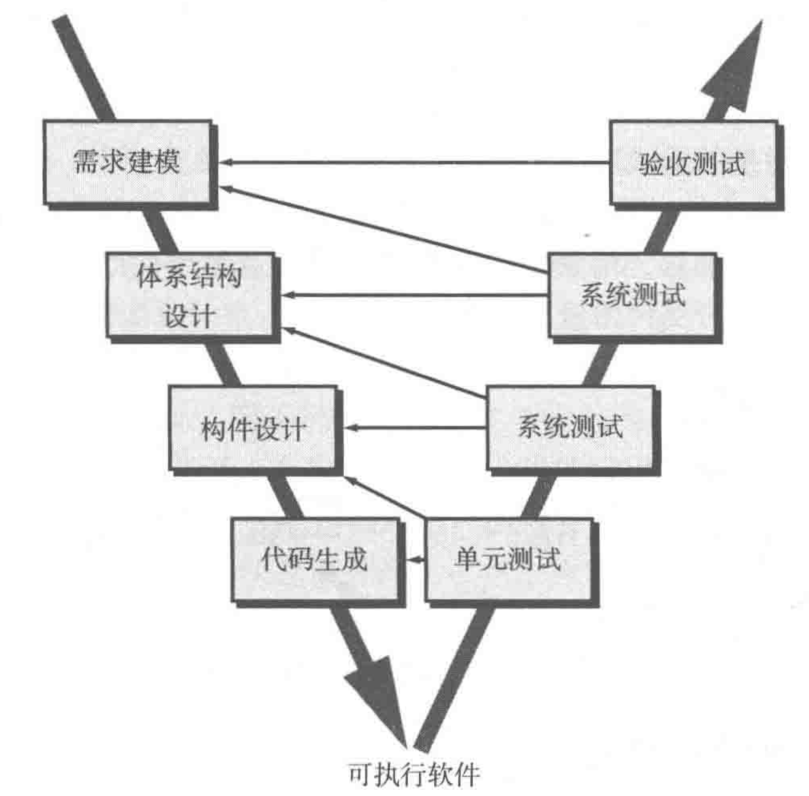 需求建模
验收测试
体系结构
设计
系统测试
构件设计
系统测试
代码生成
单元测试
可执行软件